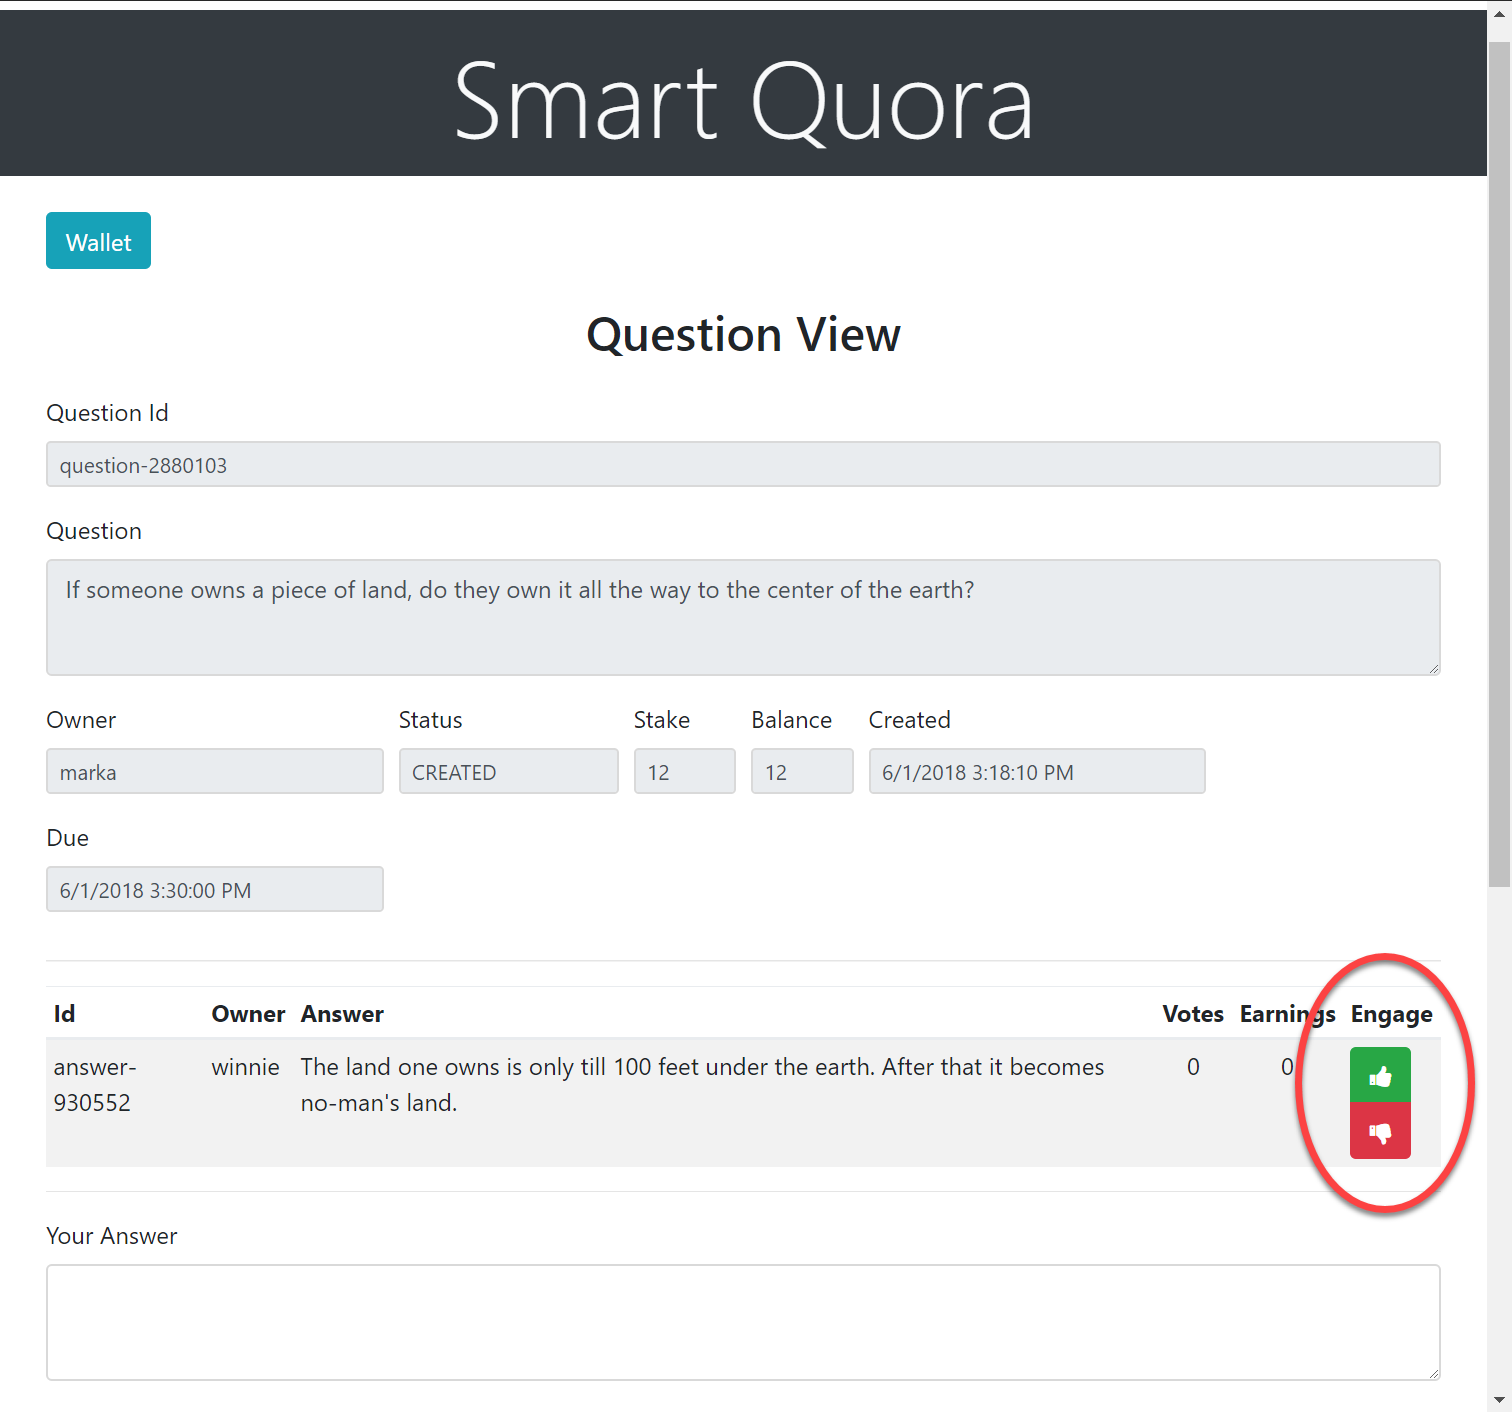 Smart Quora
Wallet
Question View
Question Id
question-2880103
Question
If someone owns a piece of land, do they own it all the way to the center of the earth?
Owner Status Stake Balance Created
marka CREATED 12 12 6/1/2018 3:18:10 PM
Due
6/1/2018 3:30:00 PM
Id Owner Answer Votes Earnings Engage
answer- winnie The land one owns is only till 100 feet under the earth. After that it becomes 0 0
930552 no-man's land.
Your Answer